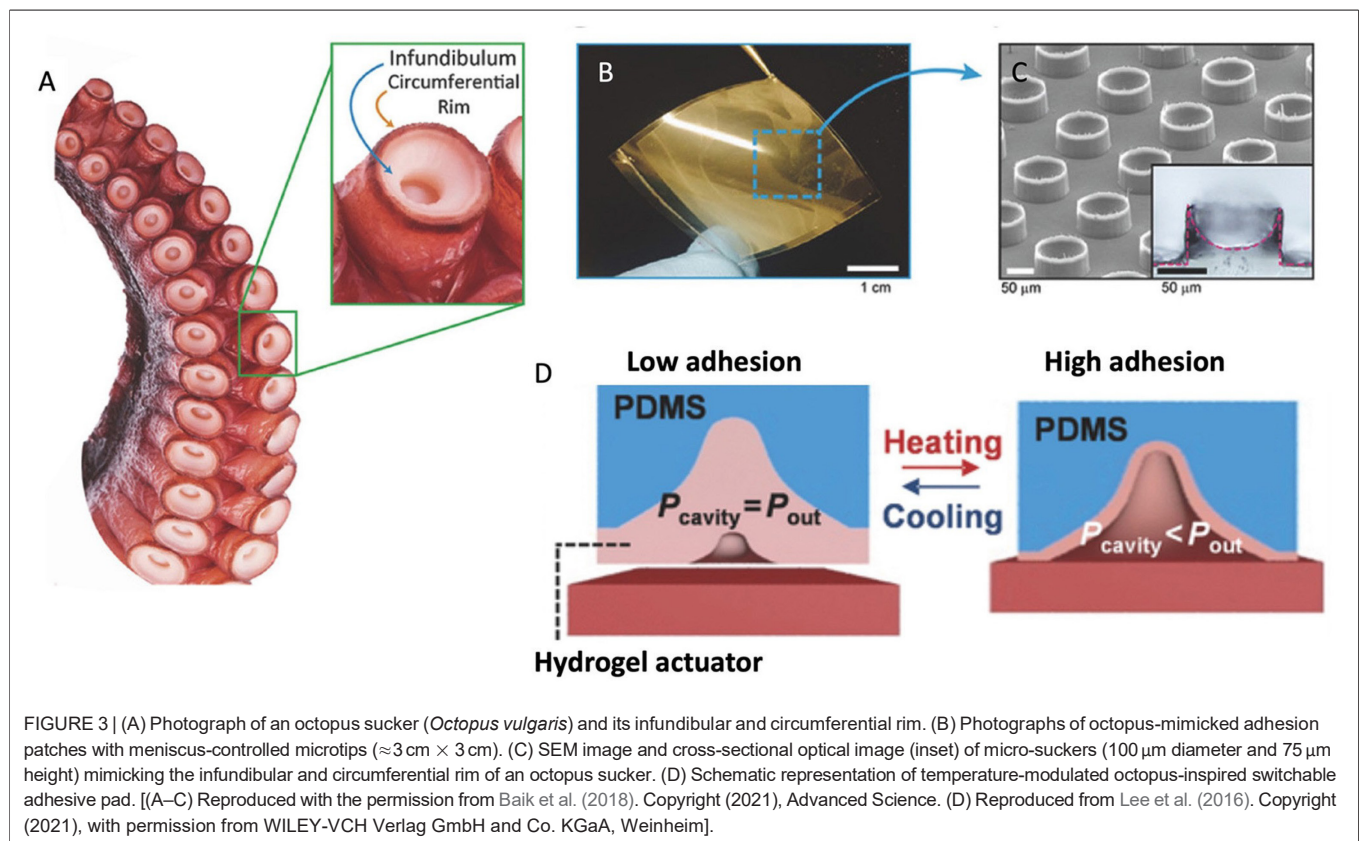 A
Infundibulum
Circumferential
Rim
B
1 cm
C
50 μm
50 μm
D
Low adhesion
High adhesion
PDMS
Pcavity = Pout
Heating
Cooling
PDMS
Pcavity < Pout
Hydrogel actuator
FIGURE 3 | (A) Photograph of an octopus sucker (Octopus vulgaris) and its infundibular and circumferential rim. (B) Photographs of octopus-mimicked adhesion
patches with meniscus-controlled microtips (≈3 cm × 3 cm). (C) SEM image and cross-sectional optical image (inset) of micro-suckers (100 μm diameter and 75 μm
height) mimicking the infundibular and circumferential rim of an octopus sucker. (D) Schematic representation of temperature-modulated octopus-inspired switchable
adhesive pad. [(A–C) Reproduced with the permission from Baik et al. (2018). Copyright (2021), Advanced Science. (D) Reproduced from Lee et al. (2016). Copyright
(2021), with permission from WILEY-VCH Verlag GmbH and Co. KGaA, Weinheim].